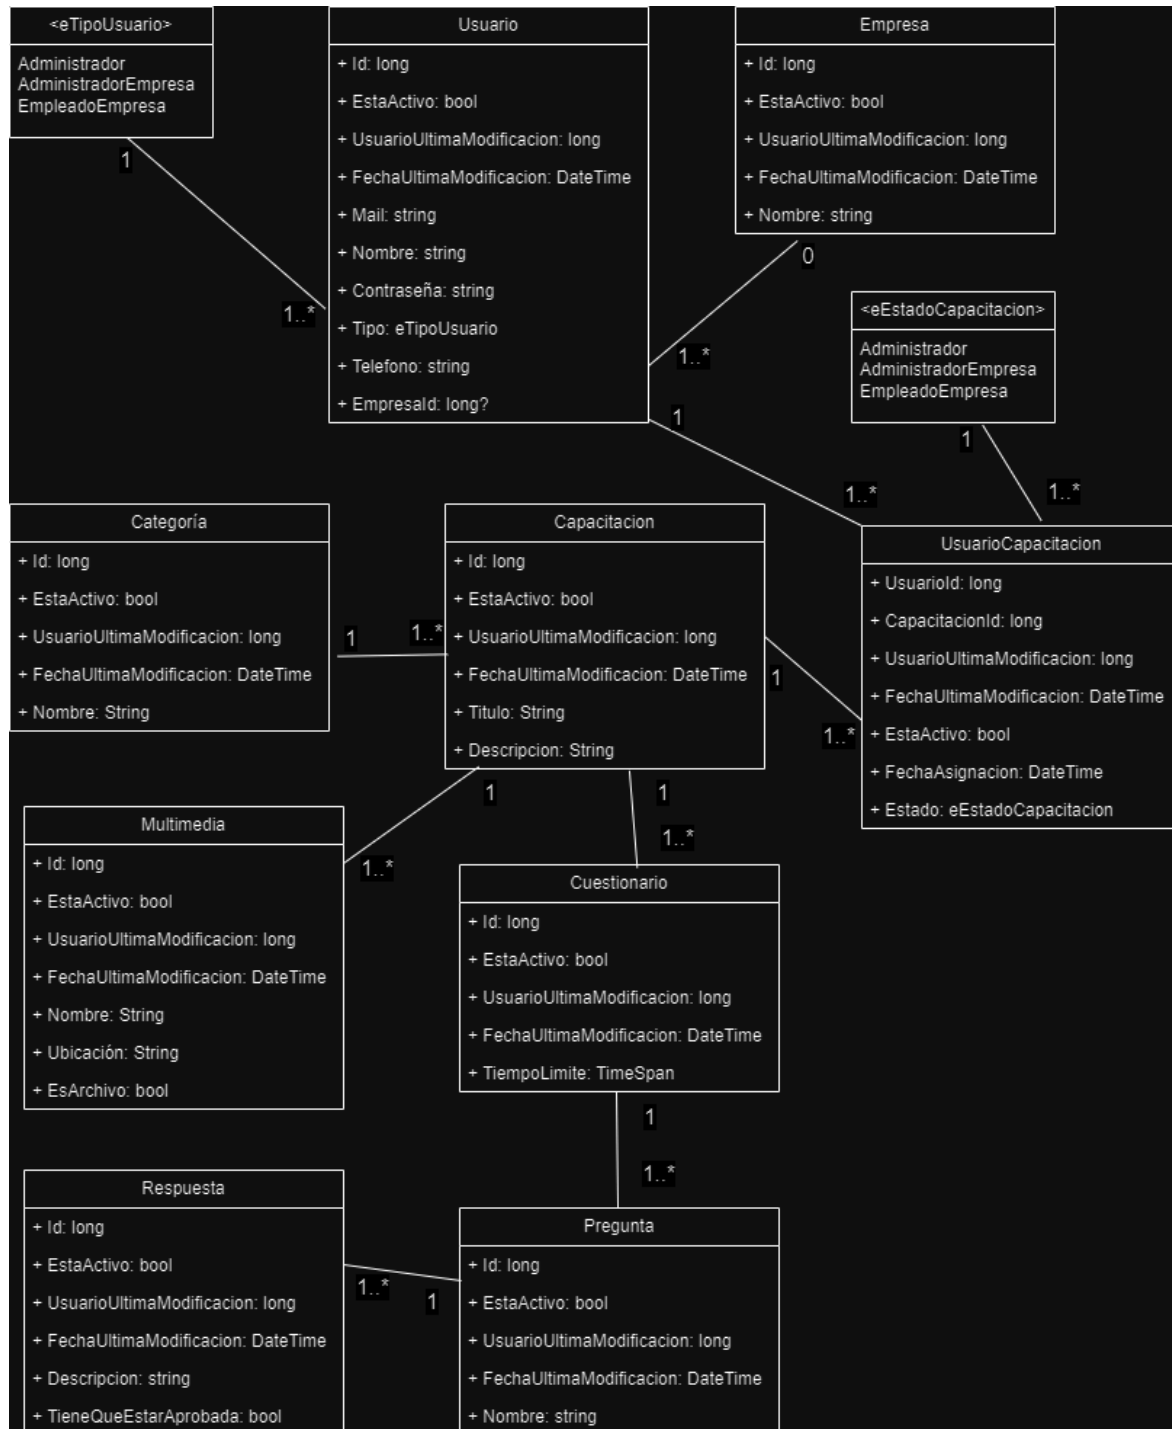 <eTipoUsuario>
Administrador
AdministradorEmpresa
EmpleadoEmpresa
1
1..*
Usuario
+ Id: long
+ EstaActivo: bool
+ UsuarioUltimaModificacion: long
+ FechaUltimaModificacion: DateTime
+ Mail: string
+ Nombre: string
+ Contraseña: string
+ Tipo: eTipoUsuario
+ Telefono: string
+ EmpresaId: long?
Empresa
+ Id: long
+ EstaActivo: bool
+ UsuarioUltimaModificacion: long
+ FechaUltimaModificacion: DateTime
+ Nombre: string
0
1..*
<eEstadoCapacitacion>
Administrador
AdministradorEmpresa
EmpleadoEmpresa
1
1..*
1
1..*
Categoría
+ Id: long
+ EstaActivo: bool
+ UsuarioUltimaModificacion: long
+ FechaUltimaModificacion: DateTime
+ Nombre: String
1
1..*
Capacitacion
+ Id: long
+ EstaActivo: bool
+ UsuarioUltimaModificacion: long
+ FechaUltimaModificacion: DateTime
+ Titulo: String
+ Descripcion: String
1
1..*
UsuarioCapacitacion
+ UsuarioId: long
+ CapacitacionId: long
+ UsuarioUltimaModificacion: long
+ FechaUltimaModificacion: DateTime
+ EstaActivo: bool
+ FechaAsignacion: DateTime
+ Estado: eEstadoCapacitacion
1
1..*
1
1..*
Multimedia
+ Id: long
+ EstaActivo: bool
+ UsuarioUltimaModificacion: long
+ FechaUltimaModificacion: DateTime
+ Nombre: String
+ Ubicación: String
+ EsArchivo: bool
Cuestionario
+ Id: long
+ EstaActivo: bool
+ UsuarioUltimaModificacion: long
+ FechaUltimaModificacion: DateTime
+ TiempoLimite: TimeSpan
1
1..*
Respuesta
+ Id: long
+ EstaActivo: bool
+ UsuarioUltimaModificacion: long
+ FechaUltimaModificacion: DateTime
+ Descripcion: string
+ TieneQueEstarAprobada: bool
1..*
1
Pregunta
+ Id: long
+ EstaActivo: bool
+ UsuarioUltimaModificacion: long
+ FechaUltimaModificacion: DateTime
+ Nombre: string